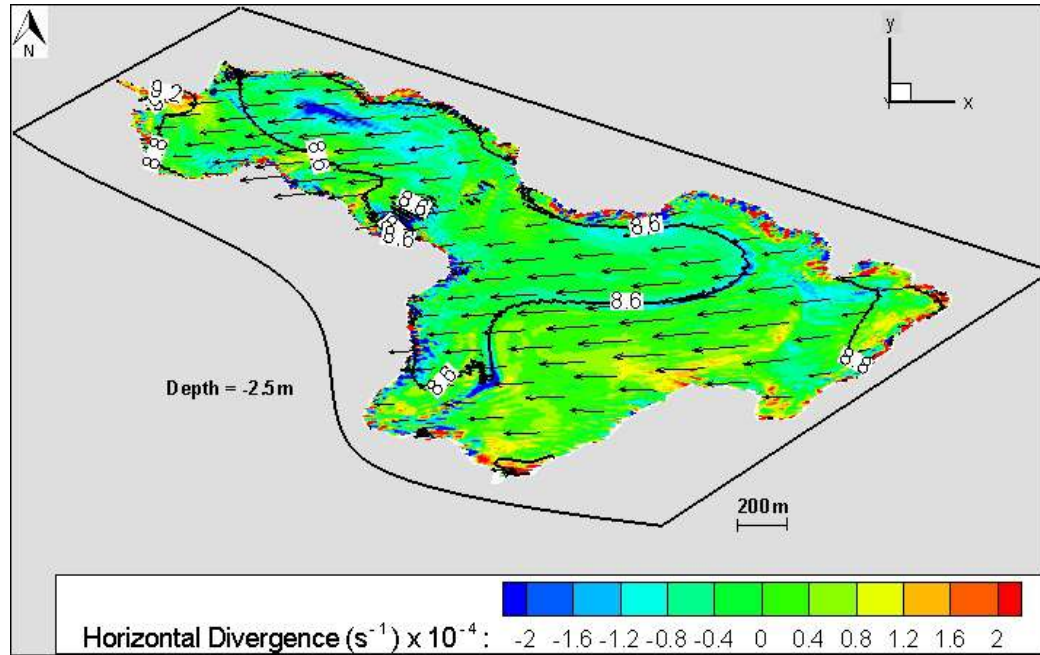 N
y
x
9.2
8.8
8.6
8.6
8.6
8.6
8.6
8.6
8.8
Depth = -2.5m
200m
Horizontal Divergence (s⁻¹) x 10⁻⁴ :
-2 -1.6 -1.2 -0.8 -0.4 0 0.4 0.8 1.2 1.6 2